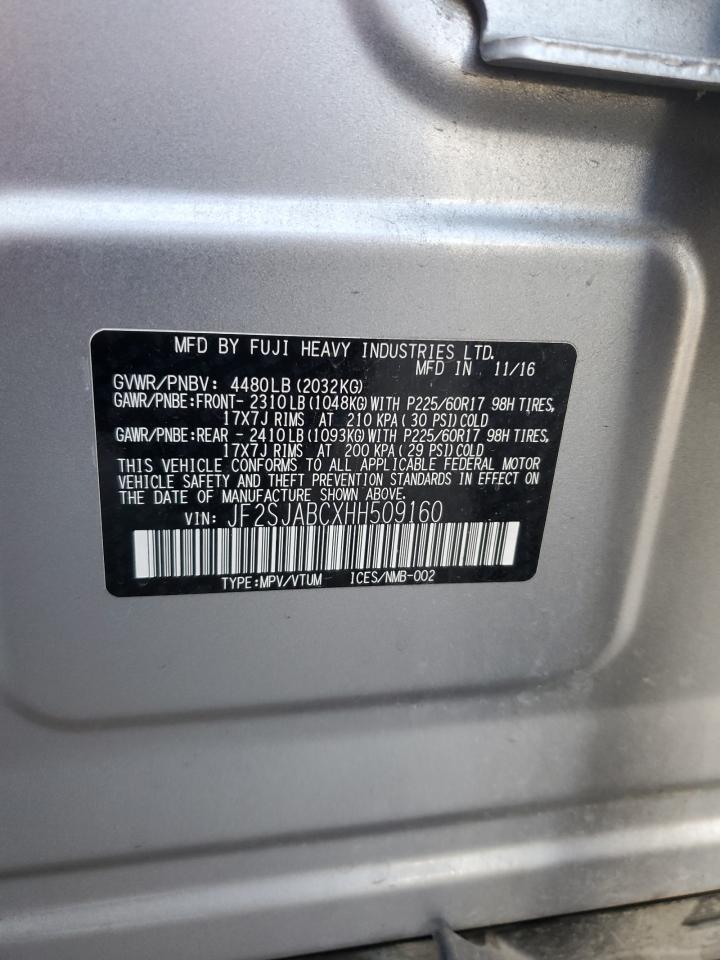 MFD BY FUJI HEAVY INDUSTRIES LTD.
MFD IN 11/16
GVWR/PNBV: 4480LB (2032KG)
GAWR/PNBE:FRONT- 2310LB (1048KG) WITH P225/60R17 98H TIRES,
17X7J RIMS AT 210 KPA ( 30 PSI) COLD
GAWR/PNBE:REAR - 2410LB (1093KG) WITH P225/60R17 98H TIRES,
17X7J RIMS AT 200 KPA ( 29 PSI) COLD
THIS VEHICLE CONFORMS TO ALL APPLICABLE FEDERAL MOTOR
VEHICLE SAFETY AND THEFT PREVENTION STANDARDS IN EFFECT ON
THE DATE OF MANUFACTURE SHOWN ABOVE.
VIN: JF2SJABCXHH509160
TYPE:MPV/VTUM ICES/NMB-002